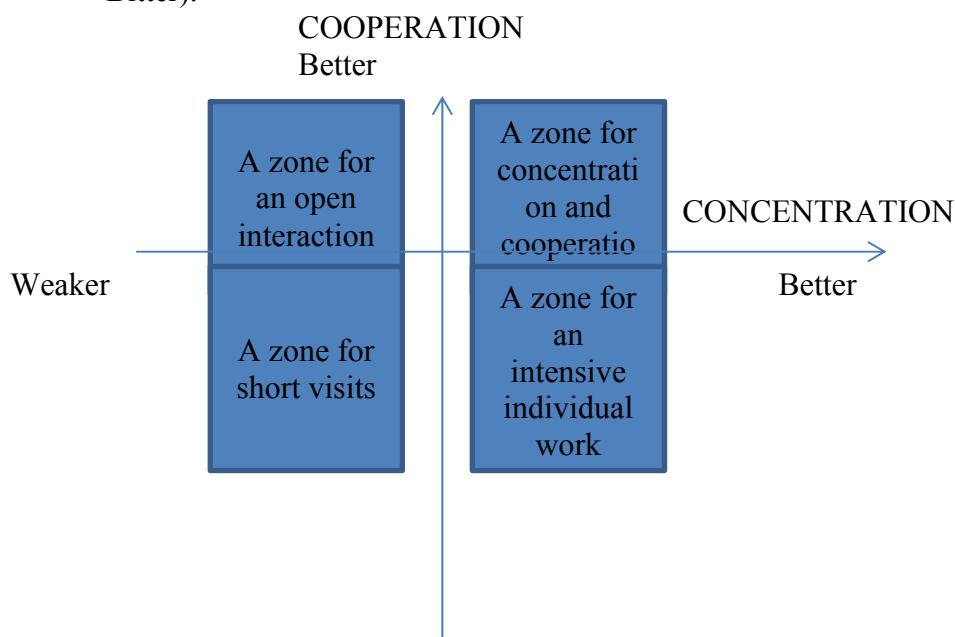 COOPERATION
Better
A zone for
an open
interaction
A zone for
concentrati
on and
cooperatio
CONCENTRATION
Weaker
Better
A zone for
short visits
A zone for
an
intensive
individual
work